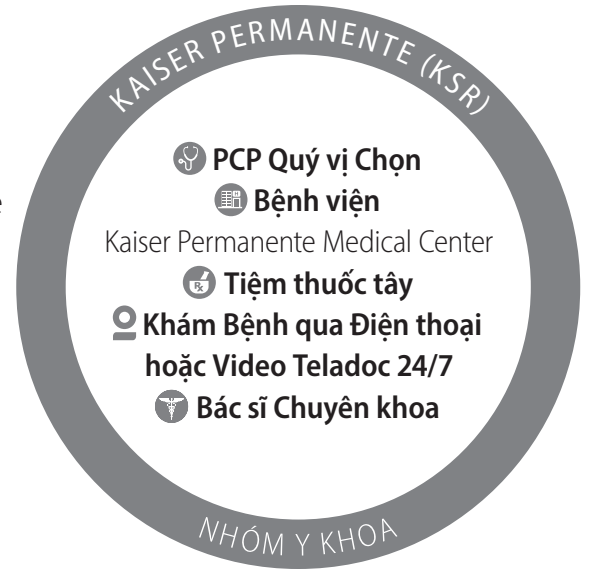 KAISER PERMANENTE (KSR)
PCP Quý vị Chọn
Bệnh viện
Kaiser Permanente Medical Center
Tiệm thuốc tây
Khám Bệnh qua Điện thoại
hoặc Video Teladoc 24/7
Bác sĩ Chuyên khoa
NHÓM Y KHOA